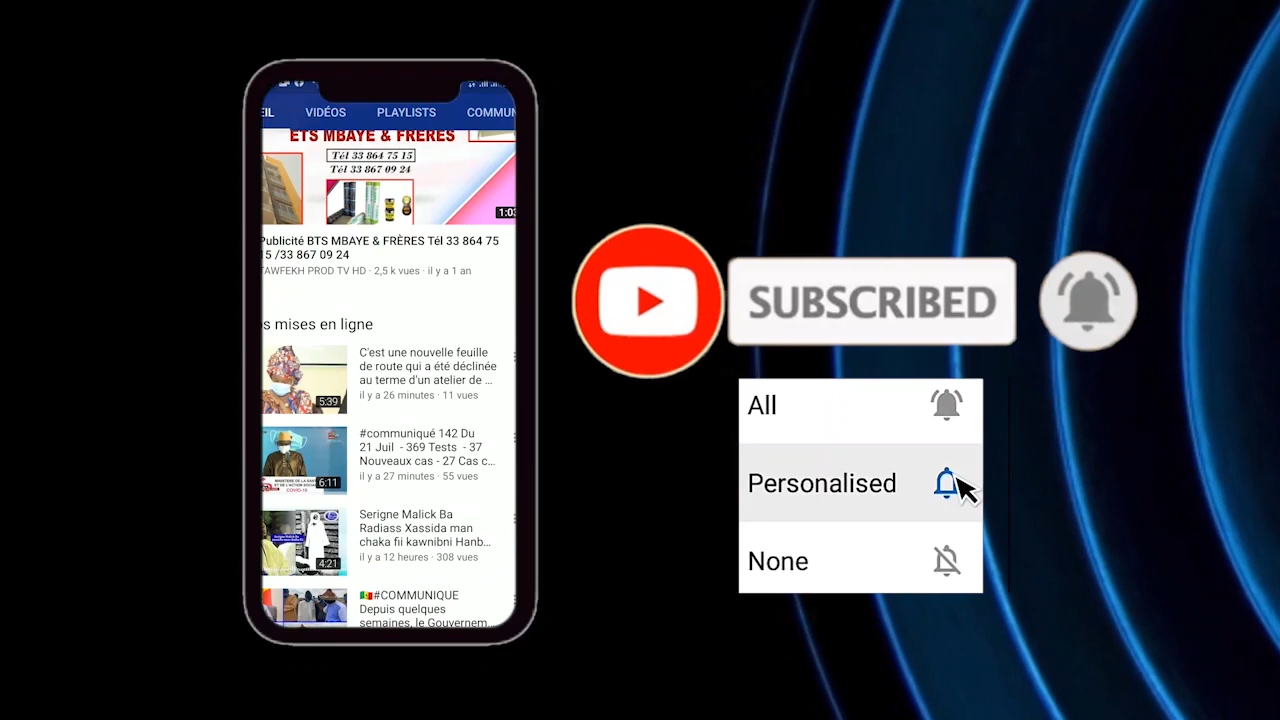 EIL VIDÉOS PLAYLISTS COMMUN
ETS MBAYE & FRERES
Tél 33 864 75 15
Tél 33 867 09 24
1:03
Publicité BTS MBAYE & FRÈRES Tél 33 864 75
15 /33 867 09 24
TAWFEKH PROD TV HD · 2,5 k vues · il y a 1 an
s mises en ligne
C'est une nouvelle feuille
de route qui a été déclinée
au terme d'un atelier de ...
il y a 26 minutes · 11 vues
5:39
#communiqué 142 Du
21 Juil - 369 Tests - 37
Nouveaux cas - 27 Cas c...
il y a 27 minutes · 55 vues
COVID-19
6:11
Serigne Malick Ba
Radiass Xassida man
chaka fii kawnibni Hanb...
il y a 12 heures · 308 vues
4:21
#COMMUNIQUE
Depuis quelques
semaines, le Gouvernem...
SUBSCRIBED
All
Personalised
None